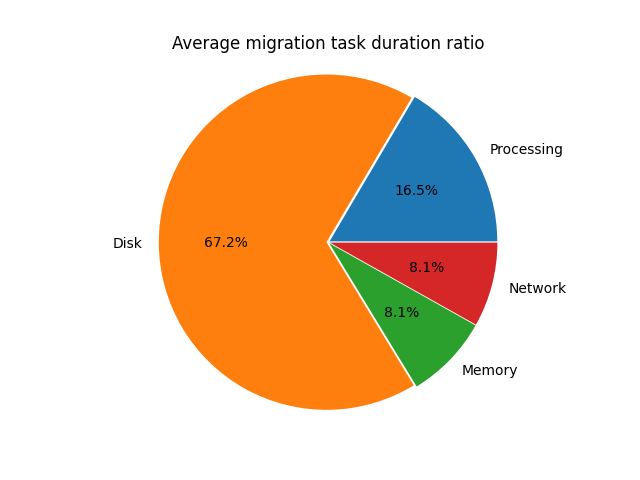 Average migration task duration ratio
Processing
16.5%
Disk
67.2%
8.1%
Network
8.1%
Memory